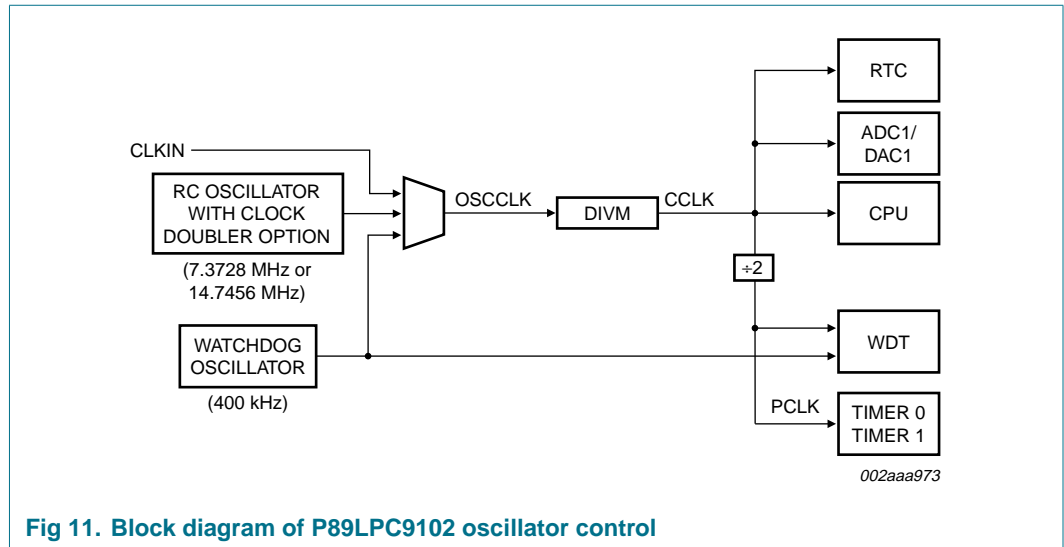 RTC
ADC1/
DAC1
CLKIN
RC OSCILLATOR
WITH CLOCK
DOUBLER OPTION
OSCCLK
DIVM
CCLK
CPU
(7.3728 MHz or
14.7456 MHz)
÷2
WATCHDOG
OSCILLATOR
WDT
(400 kHz)
PCLK
TIMER 0
TIMER 1
002aaa973
Fig 11. Block diagram of P89LPC9102 oscillator control